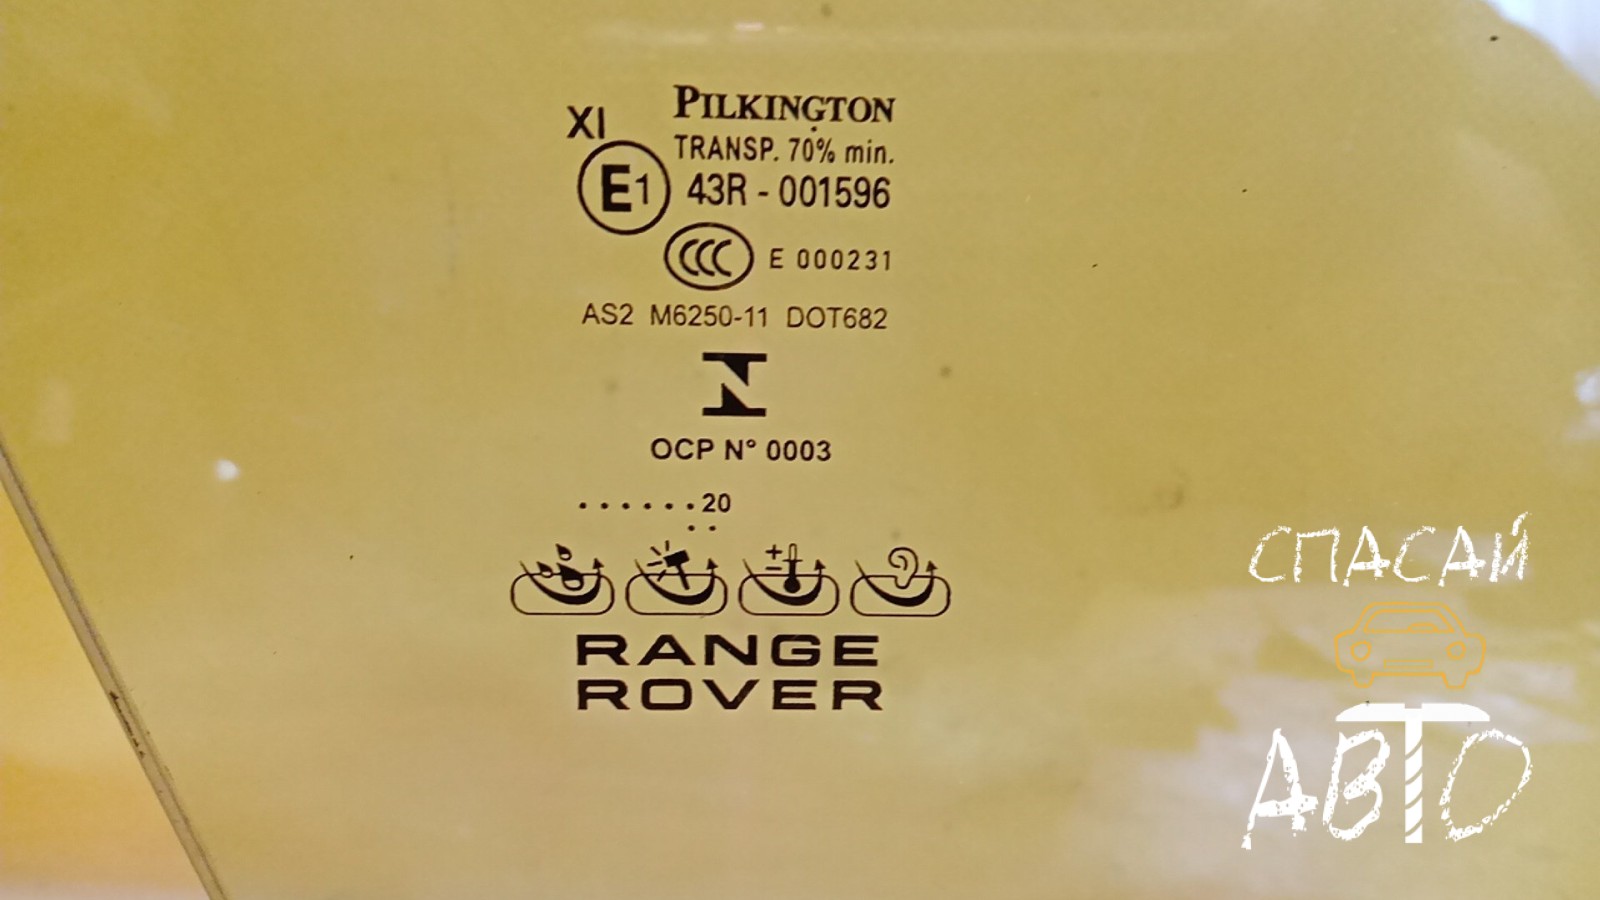 PILKINGTON
XI
TRANSP. 70% min.
E1 43R - 001596
CCC E 000231
AS2 M6250-11 DOT682
OCP N° 0003
......20
..
RANGE
ROVER
СПАСАЙ
АВТО